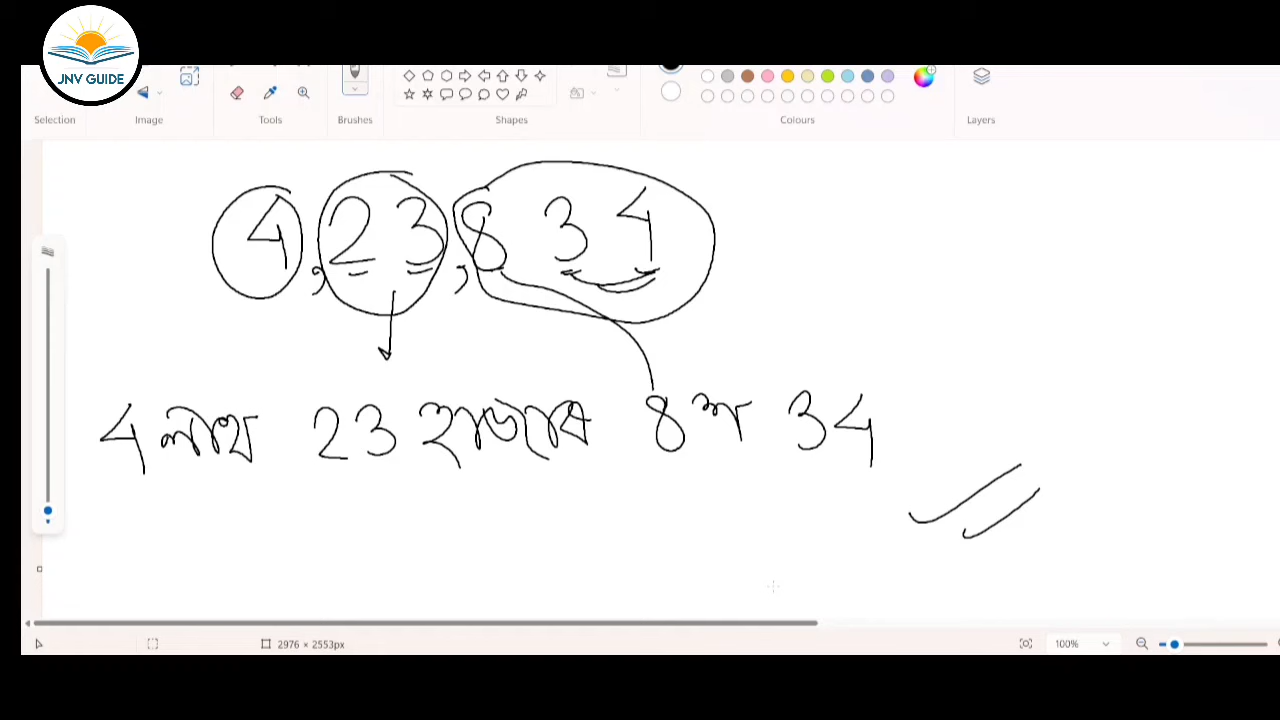 JNV GUIDE
Selection Image Tools Brushes Shapes Colours Layers
4,23,834
4 লাখ 23 হাজাৰ 8শ 34
2976 × 2553px 100%